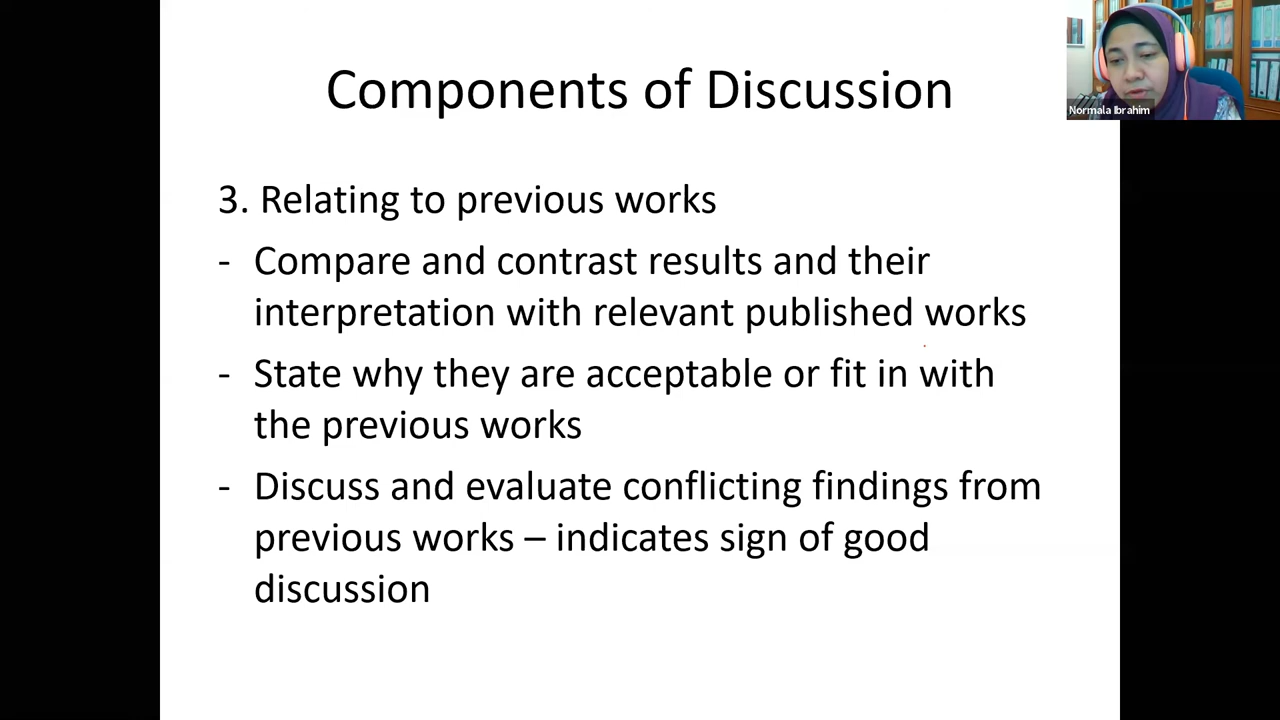 Components of Discussion
Normala Ibrahim
3. Relating to previous works
- Compare and contrast results and their
interpretation with relevant published works
- State why they are acceptable or fit in with
the previous works
- Discuss and evaluate conflicting findings from
previous works – indicates sign of good
discussion